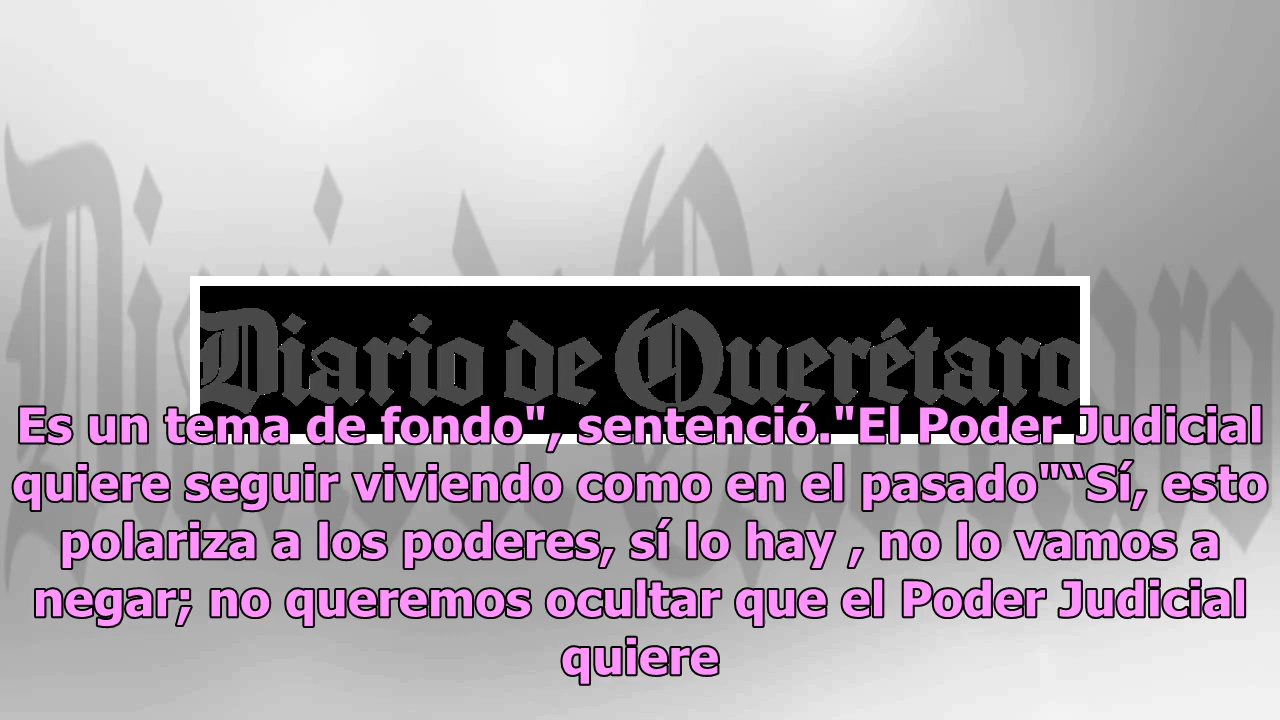 Diario de Querétaro
Es un tema de fondo", sentenció."El Poder Judicial
quiere seguir viviendo como en el pasado"“Sí, esto
polariza a los poderes, sí lo hay , no lo vamos a
negar; no queremos ocultar que el Poder Judicial
quiere